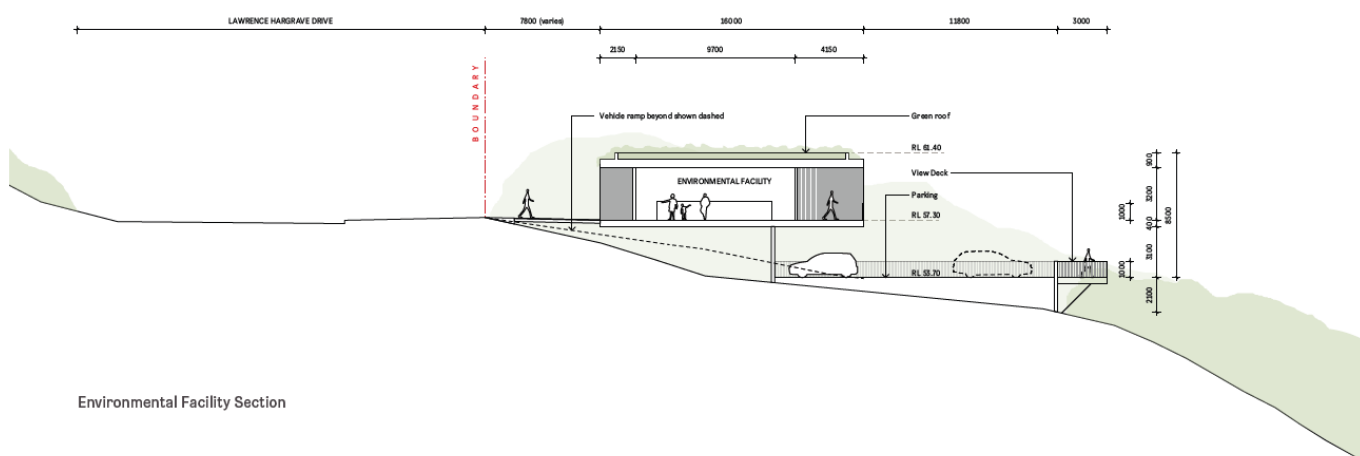 LAWRENCE HARGRAVE DRIVE
7800 (varies)
16000
11800
3000
2150
9700
4150
BOUNDARY
Vehicle ramp beyond shown dashed
Green roof
RL 61.40
View Deck
ENVIRONMENTAL FACILITY
Parking
RL 57.30
RL 53.70
900
3200
1000
400
8500
3100
1000
2100
Environmental Facility Section